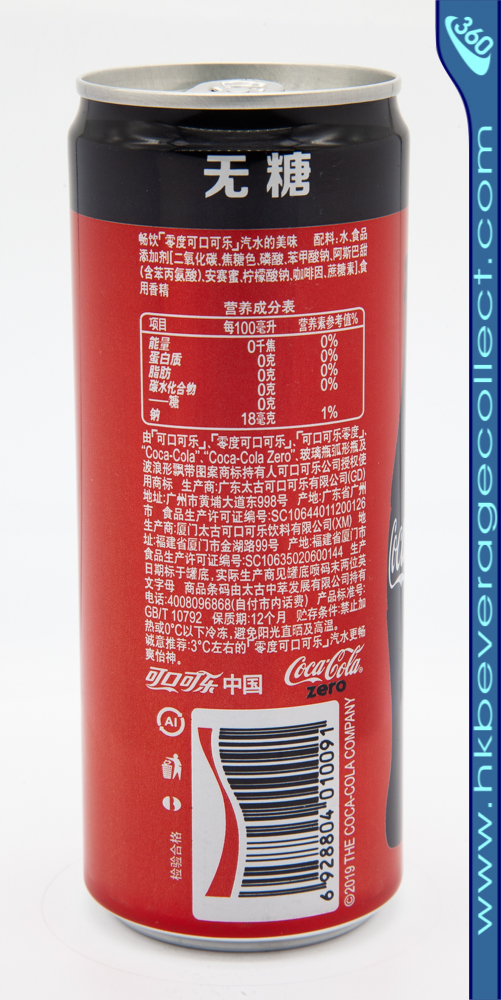 无糖
畅饮「零度可口可乐」汽水的美味 配料:水,食品
添加剂[二氧化碳,焦糖色,磷酸,苯甲酸钠,阿斯巴甜
(含苯丙氨酸),安赛蜜,柠檬酸钠,咖啡因,蔗糖素],食
用香精
营养成分表
项目 每100毫升 营养素参考值%
能量 0千焦 0%
蛋白质 0克 0%
脂肪 0克 0%
碳水化合物 0克 0%
——糖 0克
钠 18毫克 1%
由「可口可乐」、「零度可口可乐」、「可口可乐零度」、
"Coca-Cola"、"Coca-Cola Zero"、玻璃瓶弧形瓶及
波浪形飘带图案商标持有人可口可乐公司授权使
用商标 生产商:广东太古可口可乐有限公司(GD)
地址:广州市黄埔大道东998号 产地:广东省广州
市 食品生产许可证编号:SC10644011200126
生产商:厦门太古可口可乐饮料有限公司(XM) 地
址:福建省厦门市金湖路99号 产地:福建省厦门市
食品生产许可证编号:SC10635020600144 生产
日期标于罐底,实际生产商见罐底喷码末两位英
文字母 商品条码由太古中萃发展有限公司持有
电话:4008096868(自付市内话费) 产品标准号:
GB/T 10792 保质期:12个月 贮存条件:禁止加
热或0°C以下冷冻,避免阳光直晒及高温。
诚意推荐:3°C左右的「零度可口可乐」汽水更畅
爽怡神。
可口可乐 中国 Coca-Cola®
zero
Al
检验合格
6 928804 010091
©2019 THE COCA-COLA COMPANY
360
www.hkbeveragecollect.com